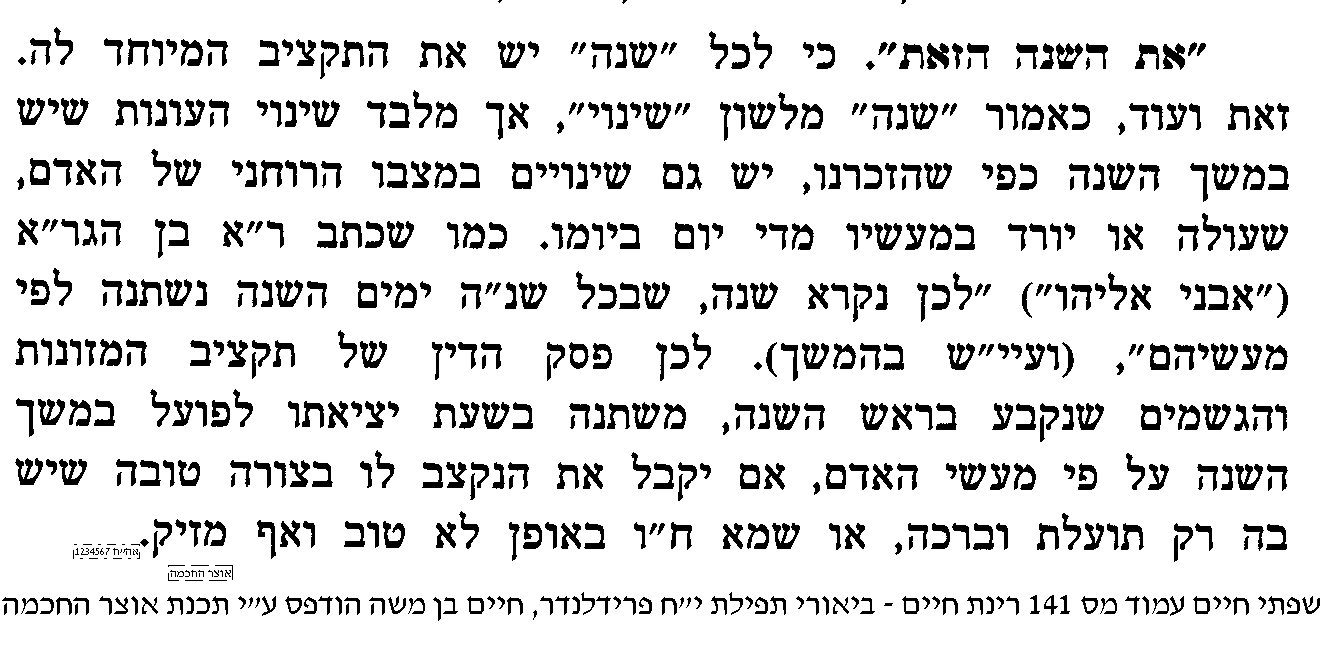 "את השנה הזאת". כי לכל "שנה" יש את התקציב המיוחד לה.
זאת ועוד, כאמור "שנה" מלשון "שינוי", אך מלבד שינוי העונות שיש
במשך השנה כפי שהזכרנו, יש גם שינויים במצבו הרוחני של האדם,
שעולה או יורד במעשיו מדי יום ביומו. כמו שכתב ר"א בן הגר"א
("אבני אליהו") "לכן נקרא שנה, שבכל שנ"ה ימים השנה נשתנה לפי
מעשיהם", (ועיי"ש בהמשך). לכן פסק הדין של תקציב המזונות
והגשמים שנקבע בראש השנה, משתנה בשעת יציאתו לפועל במשך
השנה על פי מעשי האדם, אם יקבל את הנקצב לו בצורה טובה שיש
בה רק תועלת וברכה, או שמא ח"ו באופן לא טוב ואף מזיק.
אח"ח 1234567
אוצר החכמה
שפתי חיים עמוד מס 141 רינת חיים - ביאורי תפילת י"ח פרידלנדר, חיים בן משה הודפס ע"י תכנת אוצר החכמה